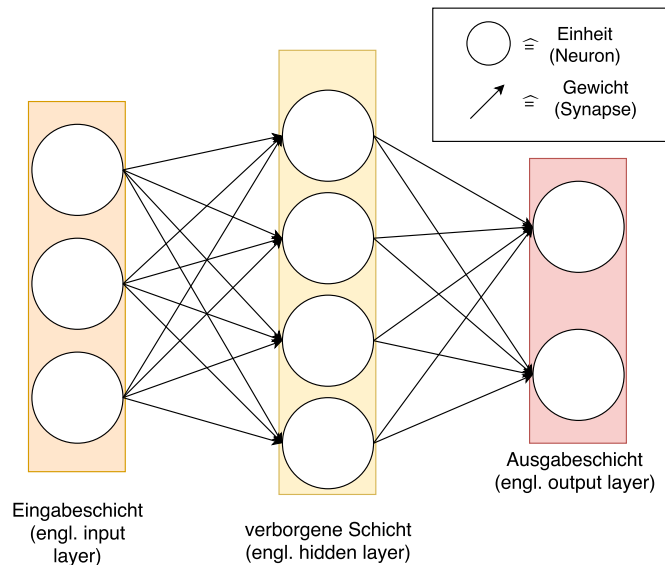 ≙ Einheit
(Neuron)
≙ Gewicht
(Synapse)
Eingabeschicht
(engl. input
layer)
verborgene Schicht
(engl. hidden layer)
Ausgabeschicht
(engl. output layer)